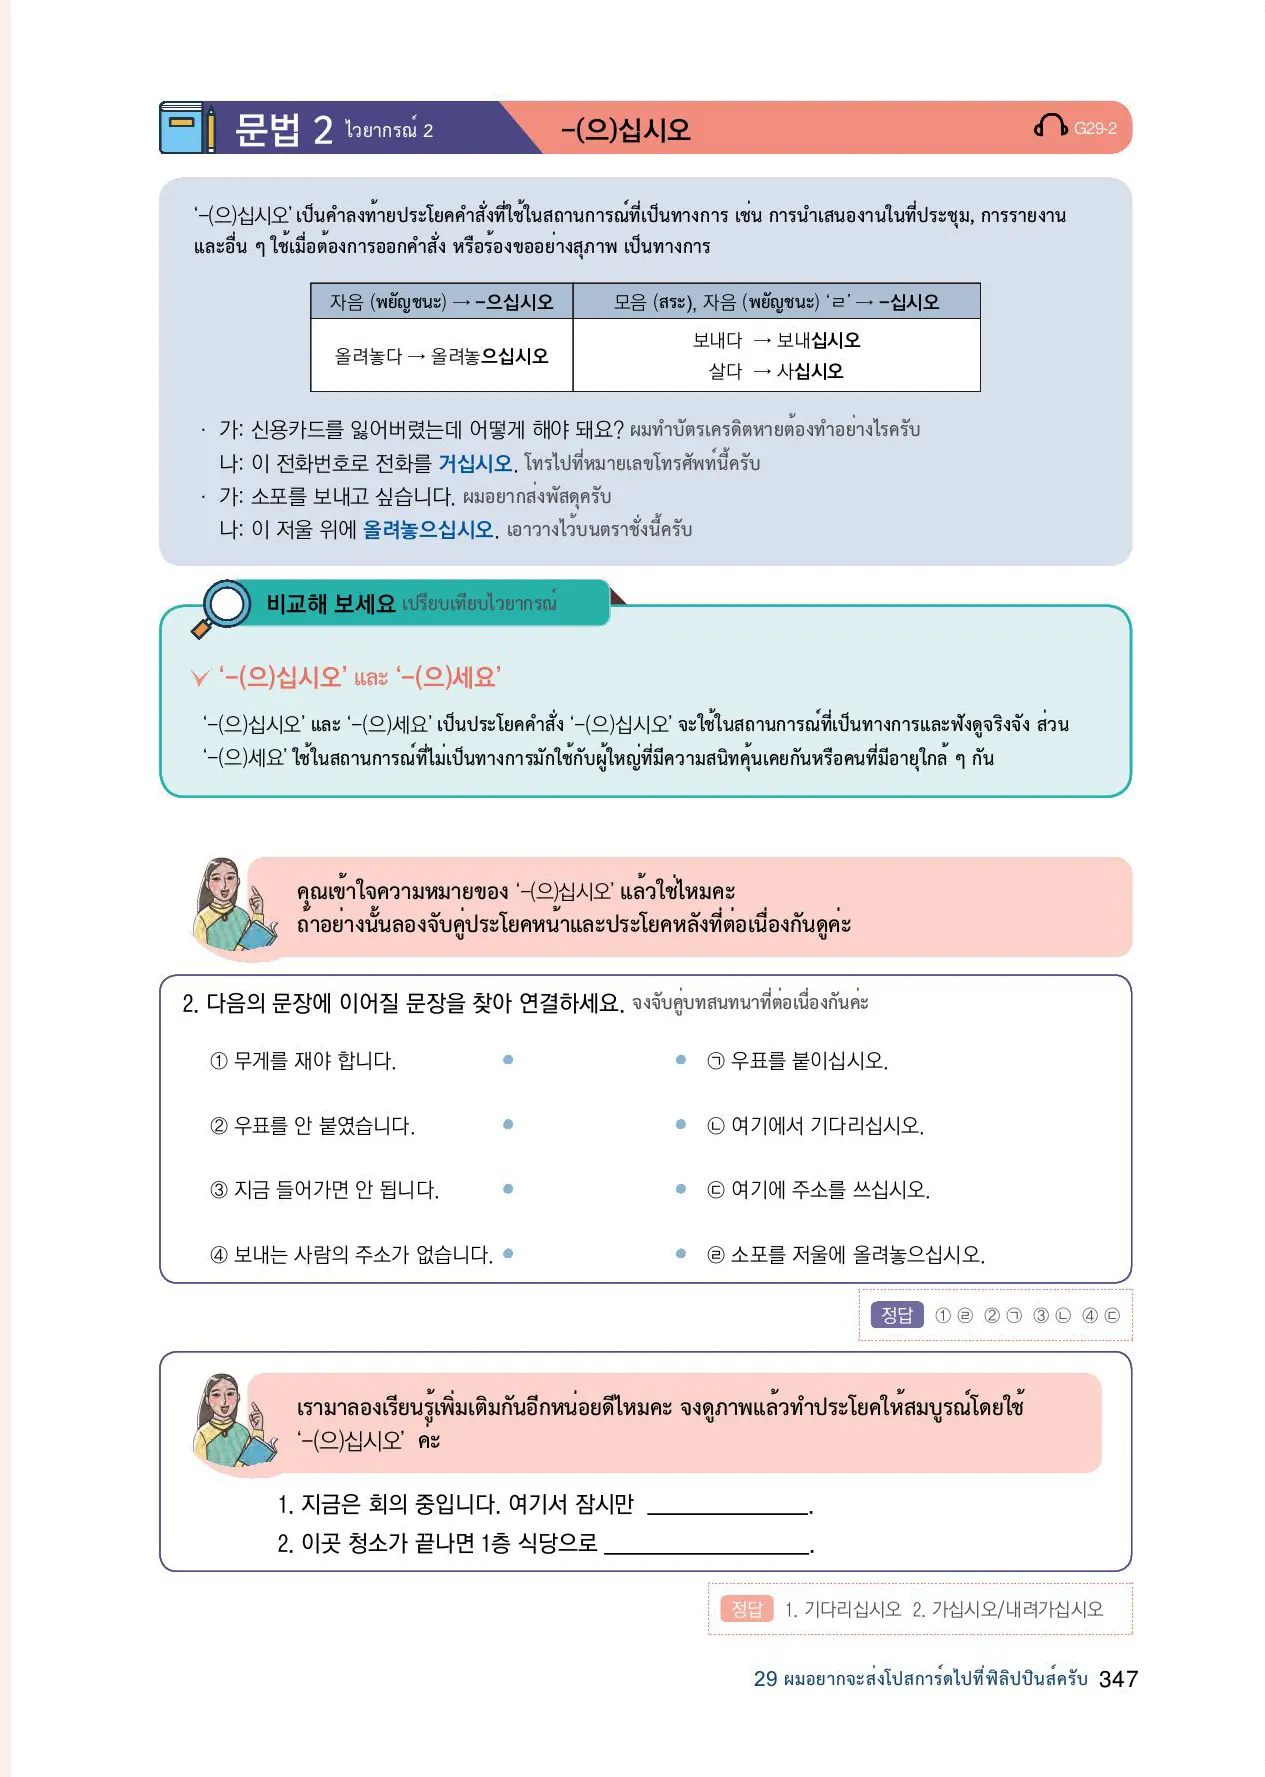 문법 2 ไวยากรณ์ 2 -(으)십시오 G29-2
‘-(으)십시오’ เป็นคำลงท้ายประโยคคำสั่งที่ใช้ในสถานการณ์ที่เป็นทางการ เช่น การนำเสนองานในที่ประชุม, การรายงาน
และอื่น ๆ ใช้เมื่อต้องการออกคำสั่ง หรือร้องขออย่างสุภาพ เป็นทางการ
자음 (พยัญชนะ) → -으십시오 모음 (สระ), 자음 (พยัญชนะ) ‘ㄹ’ → -십시오
올려놓다 → 올려놓으십시오
보내다 → 보내십시오
살다 → 사십시오
· 가: 신용카드를 잃어버렸는데 어떻게 해야 돼요? ผมทำบัตรเครดิตหายต้องทำอย่างไรครับ
나: 이 전화번호로 전화를 거십시오. โทรไปที่หมายเลขโทรศัพท์นี้ครับ
· 가: 소포를 보내고 싶습니다. ผมอยากส่งพัสดุครับ
나: 이 저울 위에 올려놓으십시오. เอาวางไว้บนตราชั่งนี้ครับ
비교해 보세요 เปรียบเทียบไวยากรณ์
‘-(으)십시오’ และ ‘-(으)세요’
‘-(으)십시오’ และ ‘-(으)세요’ เป็นประโยคคำสั่ง ‘-(으)십시오’ จะใช้ในสถานการณ์ที่เป็นทางการและฟังดูจริงจัง ส่วน
‘-(으)세요’ ใช้ในสถานการณ์ที่ไม่เป็นทางการมักใช้กับผู้ใหญ่ที่มีความสนิทคุ้นเคยกันหรือคนที่มีอายุใกล้ ๆ กัน
คุณเข้าใจความหมายของ ‘-(으)십시오’ แล้วใช่ไหมคะ
ถ้าอย่างนั้นลองจับคู่ประโยคหน้าและประโยคหลังที่ต่อเนื่องกันดูค่ะ
2. 다음의 문장에 이어질 문장을 찾아 연결하세요. จงจับคู่บทสนทนาที่ต่อเนื่องกันค่ะ
① 무게를 재야 합니다. ㉠ 우표를 붙이십시오.
② 우표를 안 붙였습니다. ㉡ 여기에서 기다리십시오.
③ 지금 들어가면 안 됩니다. ㉢ 여기에 주소를 쓰십시오.
④ 보내는 사람의 주소가 없습니다. ㉣ 소포를 저울에 올려놓으십시오.
정답 ① ㉣ ② ㉠ ③ ㉡ ④ ㉢
เรามาลองเรียนรู้เพิ่มเติมกันอีกหน่อยดีไหมคะ จงดูภาพแล้วทำประโยคให้สมบูรณ์โดยใช้
‘-(으)십시오’ ค่ะ
1. 지금은 회의 중입니다. 여기서 잠시만 ______________.
2. 이곳 청소가 끝나면 1층 식당으로 __________________.
정답 1. 기다리십시오 2. 가십시오/내려가십시오
29 ผมอยากจะส่งโปสการ์ดไปที่ฟิลิปปินส์ครับ 347